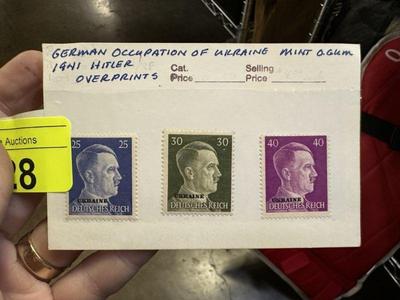 GERMAN OCCUPATION OF UKRAINE MINT O.GUM
1941 HITLER
OVERPRINTS
Cat. Price
Selling Price
Auctions
28
25 25
UKRAINE
DEUTSCHES REICH
30 30
UKRAINE
DEUTSCHES REICH
40 40
UKRAINE
DEUTSCHES REICH